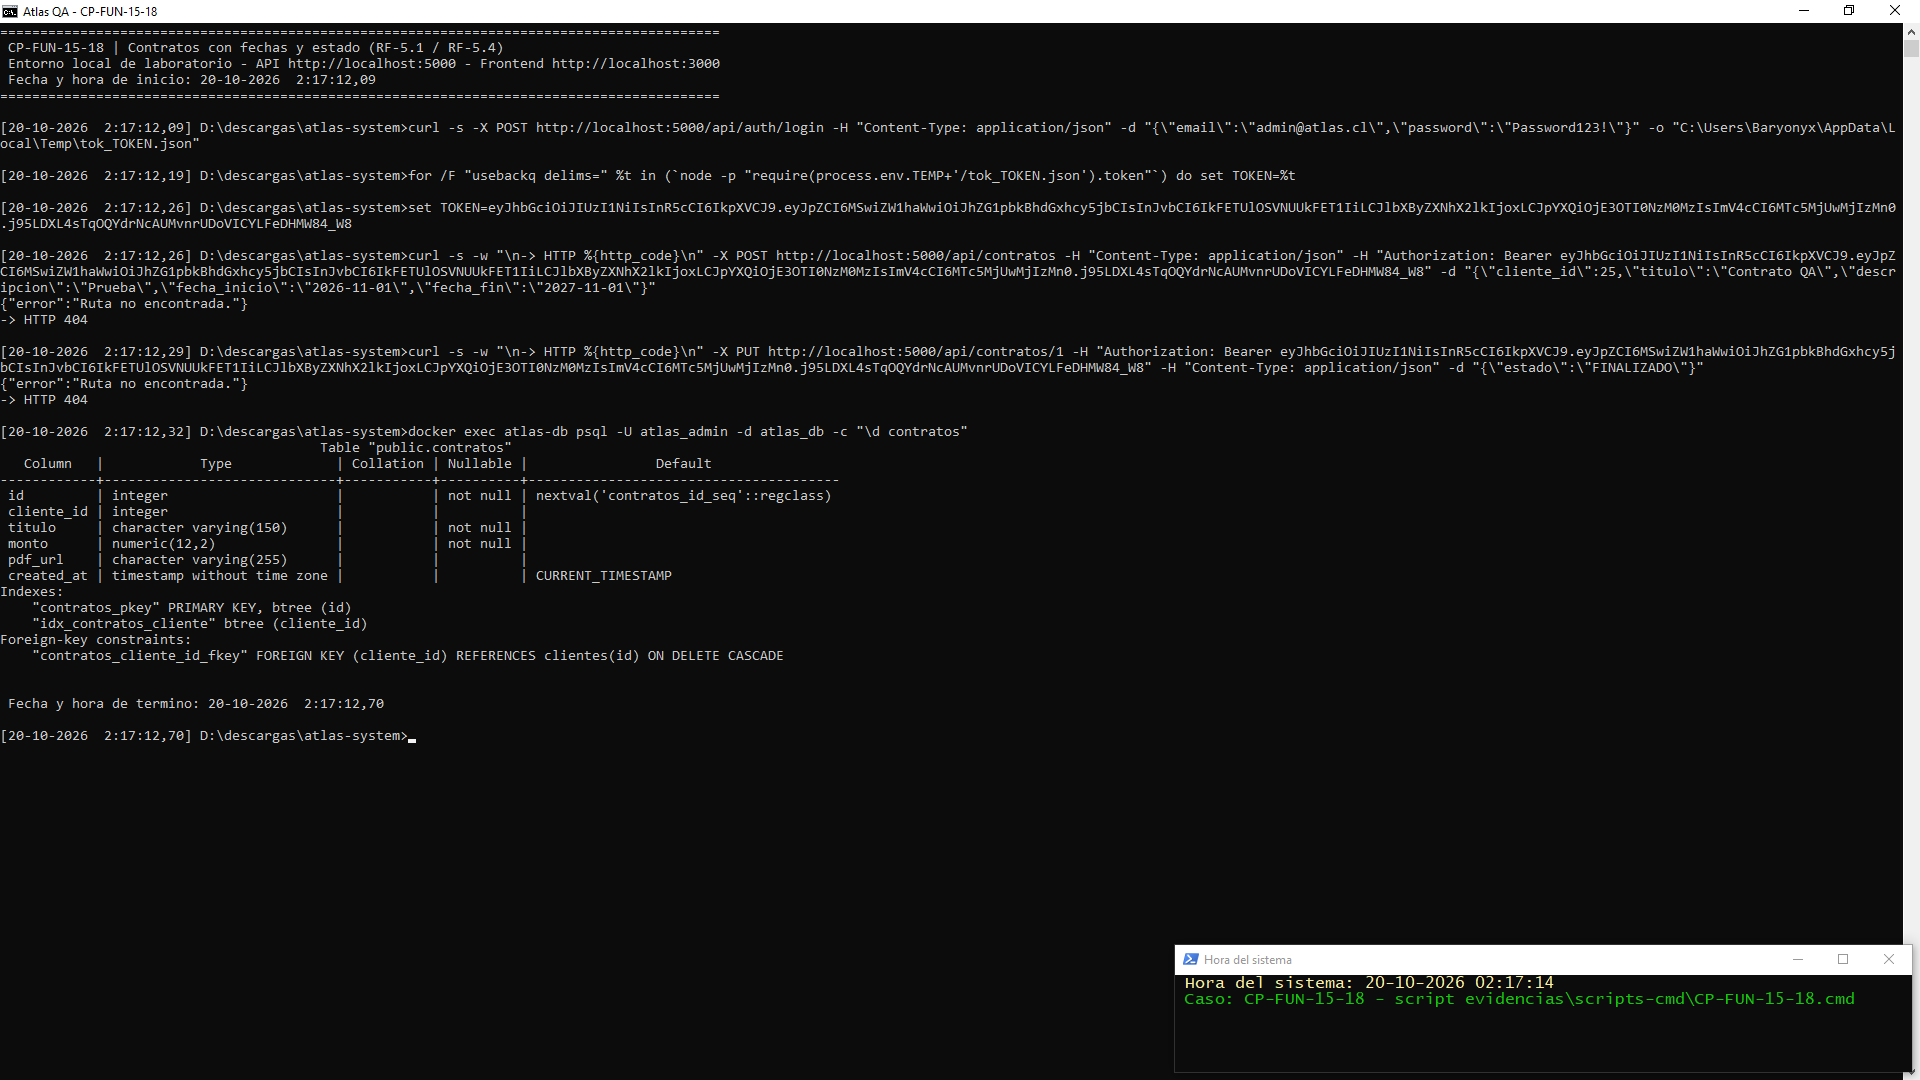 Atlas QA - CP-FUN-15-18
==========================================================================================
CP-FUN-15-18 | Contratos con fechas y estado (RF-5.1 / RF-5.4)
Entorno local de laboratorio - API http://localhost:5000 - Frontend http://localhost:3000
Fecha y hora de inicio: 20-10-2026  2:17:12,09
==========================================================================================
[20-10-2026  2:17:12,09] D:\descargas\atlas-system>curl -s -X POST http://localhost:5000/api/auth/login -H "Content-Type: application/json" -d "{\"email\":\"admin@atlas.cl\",\"password\":\"Password123!\"}" -o "C:\Users\Baryonyx\AppData\L
ocal\Temp\tok_TOKEN.json"
[20-10-2026  2:17:12,19] D:\descargas\atlas-system>for /F "usebackq delims=" %t in (`node -p "require(process.env.TEMP+'/tok_TOKEN.json').token"`) do set TOKEN=%t
[20-10-2026  2:17:12,26] D:\descargas\atlas-system>set
[20-10-2026  2:17:12,26] D:\descargas\atlas-system>curl -s -w "\n-> HTTP %{http_code}\n" -X POST http://localhost:5000/api/contratos -H "Content-Type: application/json" -H "Authorization: Bearer
-d "{\"cliente_id\":25,\"titulo\":\"Contrato QA\",\"descr
ipcion\":\"Prueba\",\"fecha_inicio\":\"2026-11-01\",\"fecha_fin\":\"2027-11-01\"}"
{"error":"Ruta no encontrada."}
-> HTTP 404
[20-10-2026  2:17:12,29] D:\descargas\atlas-system>curl -s -w "\n-> HTTP %{http_code}\n" -X PUT http://localhost:5000/api/contratos/1 -H "Authorization: Bearer
-H "Content-Type: application/json" -d "{\"estado\":\"FINALIZADO\"}"
{"error":"Ruta no encontrada."}
-> HTTP 404
[20-10-2026  2:17:12,32] D:\descargas\atlas-system>docker exec atlas-db psql -U atlas_admin -d atlas_db -c "\d contratos"
Table "public.contratos"
Column | Type | Collation | Nullable | Default
------------+-----------------------------+-----------+----------+---------------------------------------
id | integer | | not null | nextval('contratos_id_seq'::regclass)
cliente_id | integer | | |
titulo | character varying(150) | | not null |
monto | numeric(12,2) | | not null |
pdf_url | character varying(255) | | |
created_at | timestamp without time zone | | | CURRENT_TIMESTAMP
Indexes:
"contratos_pkey" PRIMARY KEY, btree (id)
"idx_contratos_cliente" btree (cliente_id)
Foreign-key constraints:
"contratos_cliente_id_fkey" FOREIGN KEY (cliente_id) REFERENCES clientes(id) ON DELETE CASCADE
Fecha y hora de termino: 20-10-2026  2:17:12,70
[20-10-2026  2:17:12,70] D:\descargas\atlas-system>
Hora del sistema
Hora del sistema: 20-10-2026 02:17:14
Caso: CP-FUN-15-18 - script evidencias\scripts-cmd\CP-FUN-15-18.cmd